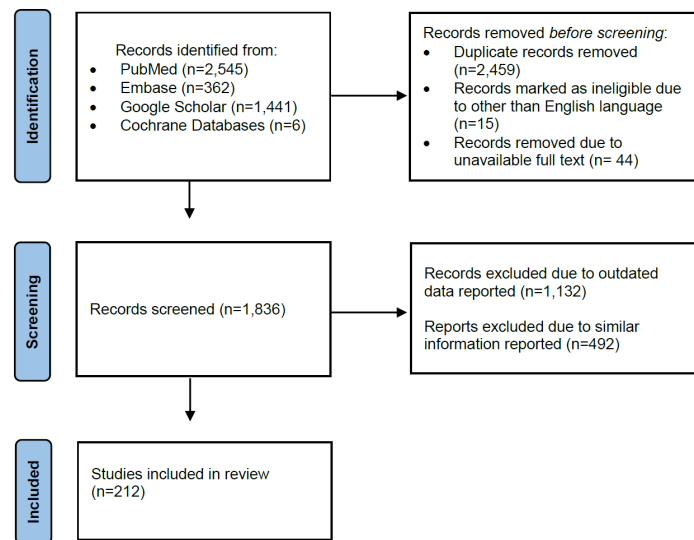 Identification
Records identified from:
• PubMed (n=2,545)
• Embase (n=362)
• Google Scholar (n=1,441)
• Cochrane Databases (n=6)
Records removed before screening:
• Duplicate records removed
(n=2,459)
• Records marked as ineligible due
to other than English language
(n=15)
• Records removed due to
unavailable full text (n= 44)
Screening
Records screened (n=1,836)
Records excluded due to outdated
data reported (n=1,132)
Reports excluded due to similar
information reported (n=492)
Included
Studies included in review
(n=212)